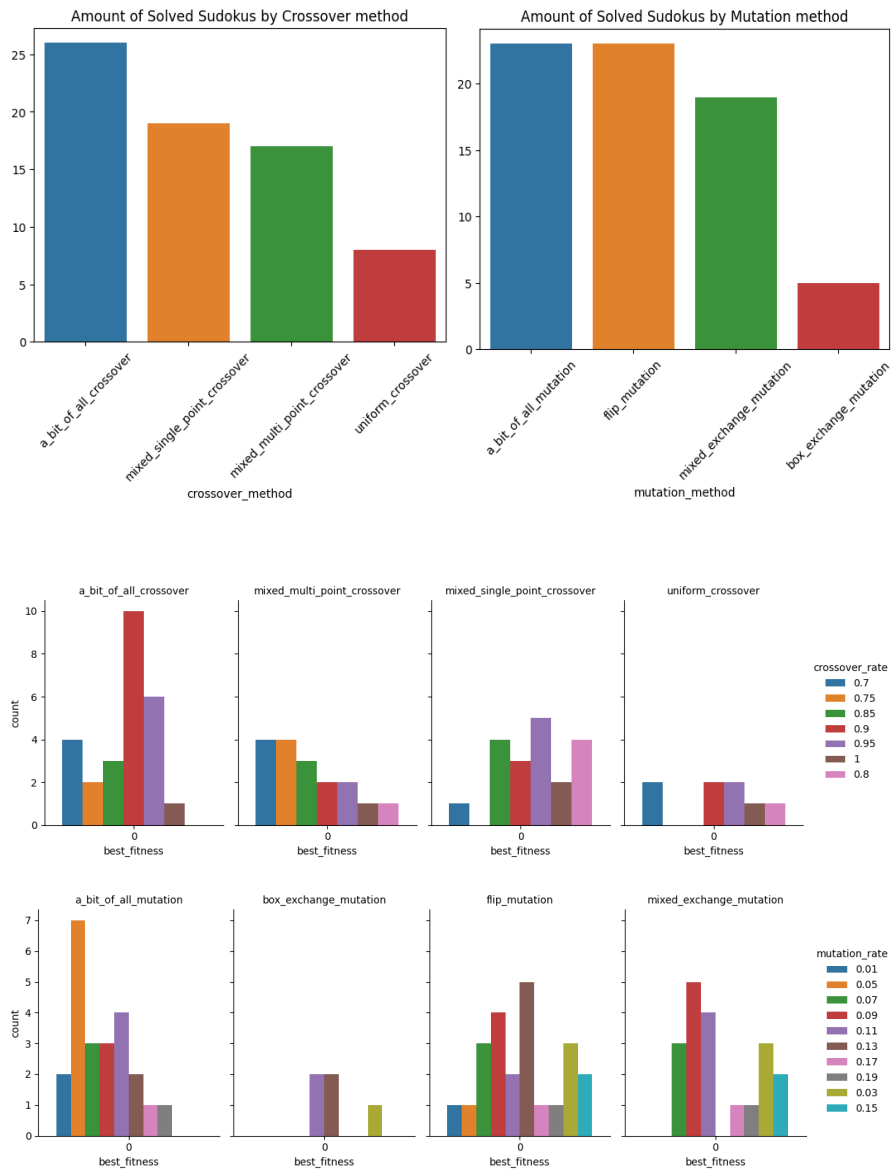 Amount of Solved Sudokus by Crossover method
25
20
15
10
5
0
a_bit_of_all_crossover
mixed_single_point_crossover
mixed_multi_point_crossover
uniform_crossover
crossover_method
Amount of Solved Sudokus by Mutation method
20
15
10
5
0
a_bit_of_all_mutation
flip_mutation
mixed_exchange_mutation
box_exchange_mutation
mutation_method
a_bit_of_all_crossover
mixed_multi_point_crossover
mixed_single_point_crossover
uniform_crossover
10
8
6
4
2
0
count
0
0
0
0
best_fitness
best_fitness
best_fitness
best_fitness
crossover_rate
0.7
0.75
0.85
0.9
0.95
1
0.8
a_bit_of_all_mutation
box_exchange_mutation
flip_mutation
mixed_exchange_mutation
7
6
5
4
3
2
1
0
count
0
0
0
0
best_fitness
best_fitness
best_fitness
best_fitness
mutation_rate
0.01
0.05
0.07
0.09
0.11
0.13
0.17
0.19
0.03
0.15